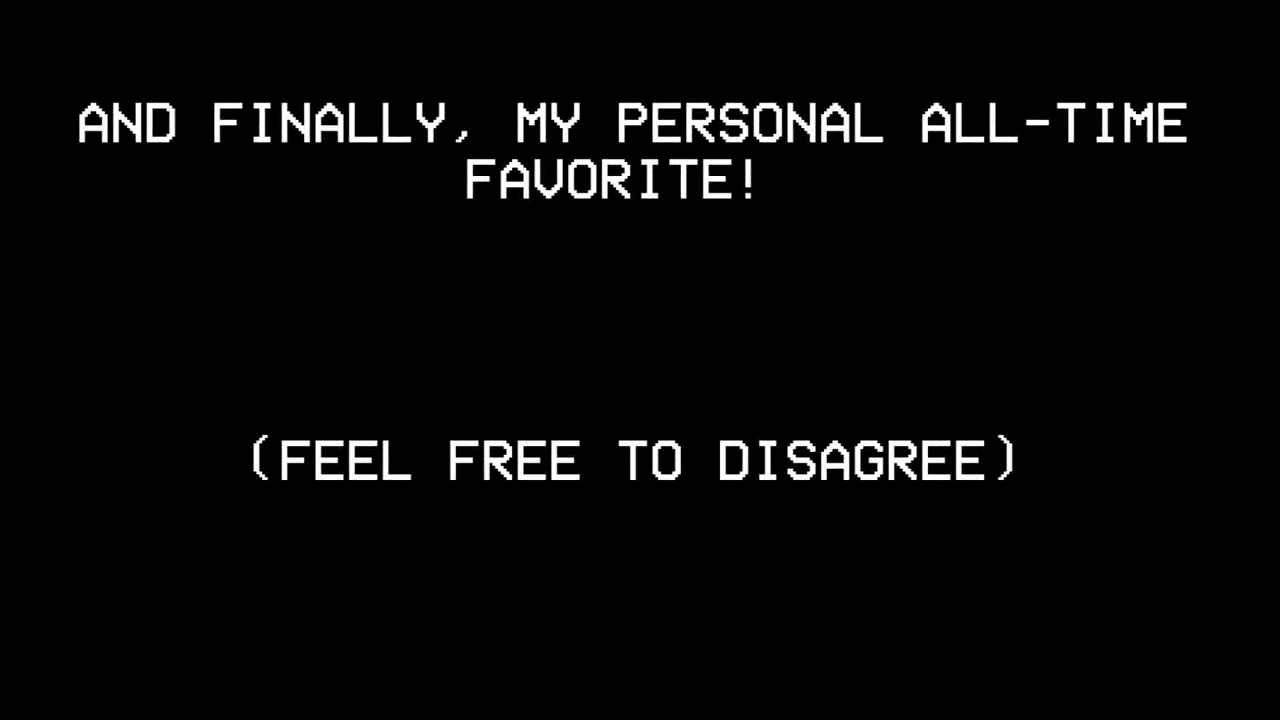 AND FINALLY, MY PERSONAL ALL-TIME
FAVORITE!
(FEEL FREE TO DISAGREE)